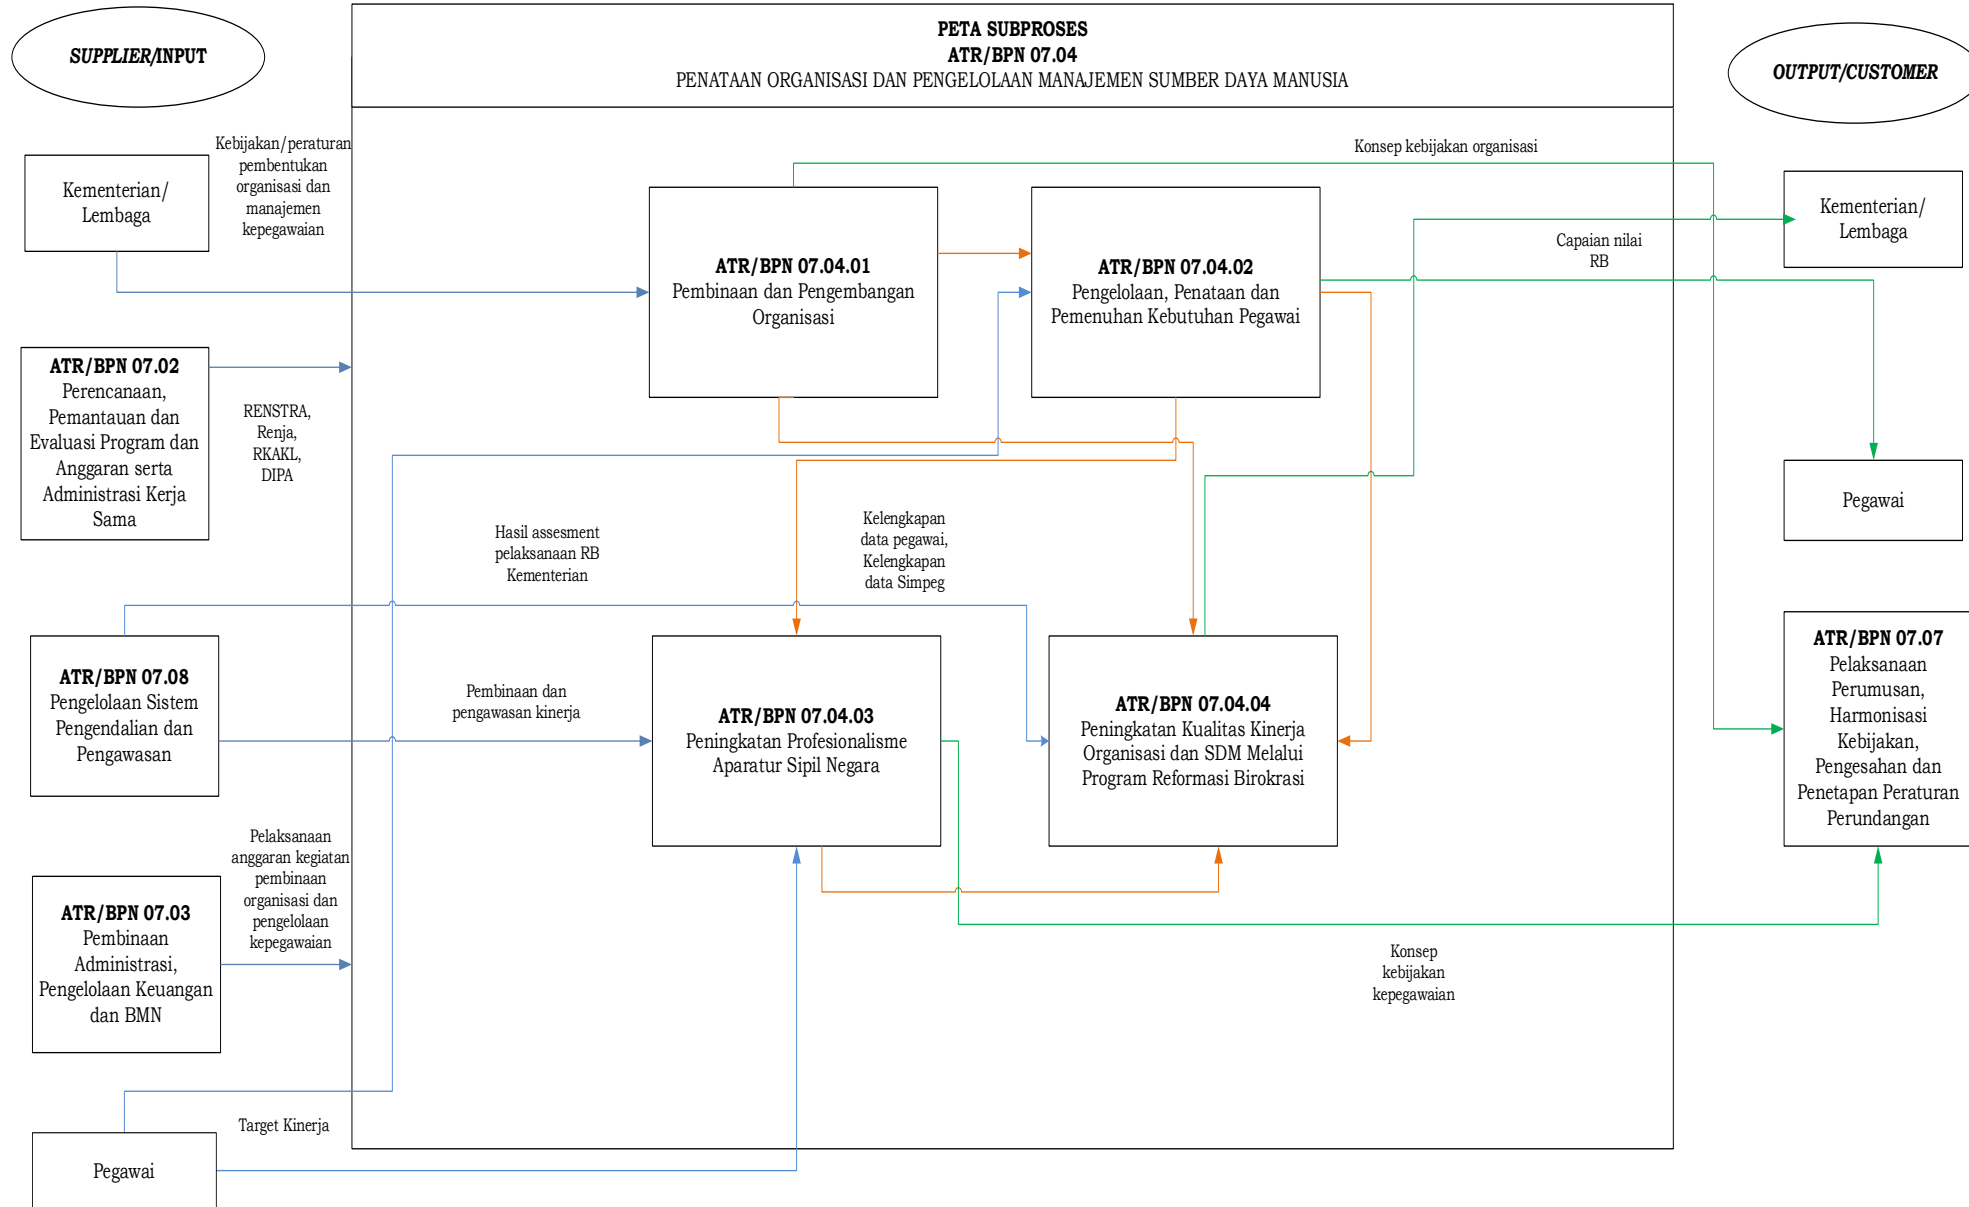 SUPPLIER/INPUT
PETA SUBPROSES
ATR/BPN 07.04
PENATAAN ORGANISASI DAN PENGELOLAAN MANAJEMEN SUMBER DAYA MANUSIA
OUTPUT/CUSTOMER
Kementerian/
Lembaga
Kebijakan/peraturan
pembentukan
organisasi dan
manajemen
kepegawaian
ATR/BPN 07.02
Perencanaan,
Pemantauan dan
Evaluasi Program dan
Anggaran serta
Administrasi Kerja
Sama
RENSTRA,
Renja,
RKAKL,
DIPA
ATR/BPN 07.08
Pengelolaan Sistem
Pengendalian dan
Pengawasan
Hasil assesment
pelaksanaan RB
Kementerian
Pembinaan dan
pengawasan kinerja
ATR/BPN 07.03
Pembinaan
Administrasi,
Pengelolaan Keuangan
dan BMN
Pelaksanaan
anggaran kegiatan
pembinaan
organisasi dan
pengelolaan
kepegawaian
Pegawai
Target Kinerja
ATR/BPN 07.04.01
Pembinaan dan Pengembangan
Organisasi
ATR/BPN 07.04.02
Pengelolaan, Penataan dan
Pemenuhan Kebutuhan Pegawai
Kelengkapan
data pegawai,
Kelengkapan
data Simpeg
ATR/BPN 07.04.03
Peningkatan Profesionalisme
Aparatur Sipil Negara
ATR/BPN 07.04.04
Peningkatan Kualitas Kinerja
Organisasi dan SDM Melalui
Program Reformasi Birokrasi
Konsep kebijakan organisasi
Capaian nilai
RB
Konsep
kebijakan
kepegawaian
Kementerian/
Lembaga
Pegawai
ATR/BPN 07.07
Pelaksanaan
Perumusan,
Harmonisasi
Kebijakan,
Pengesahan dan
Penetapan Peraturan
Perundangan